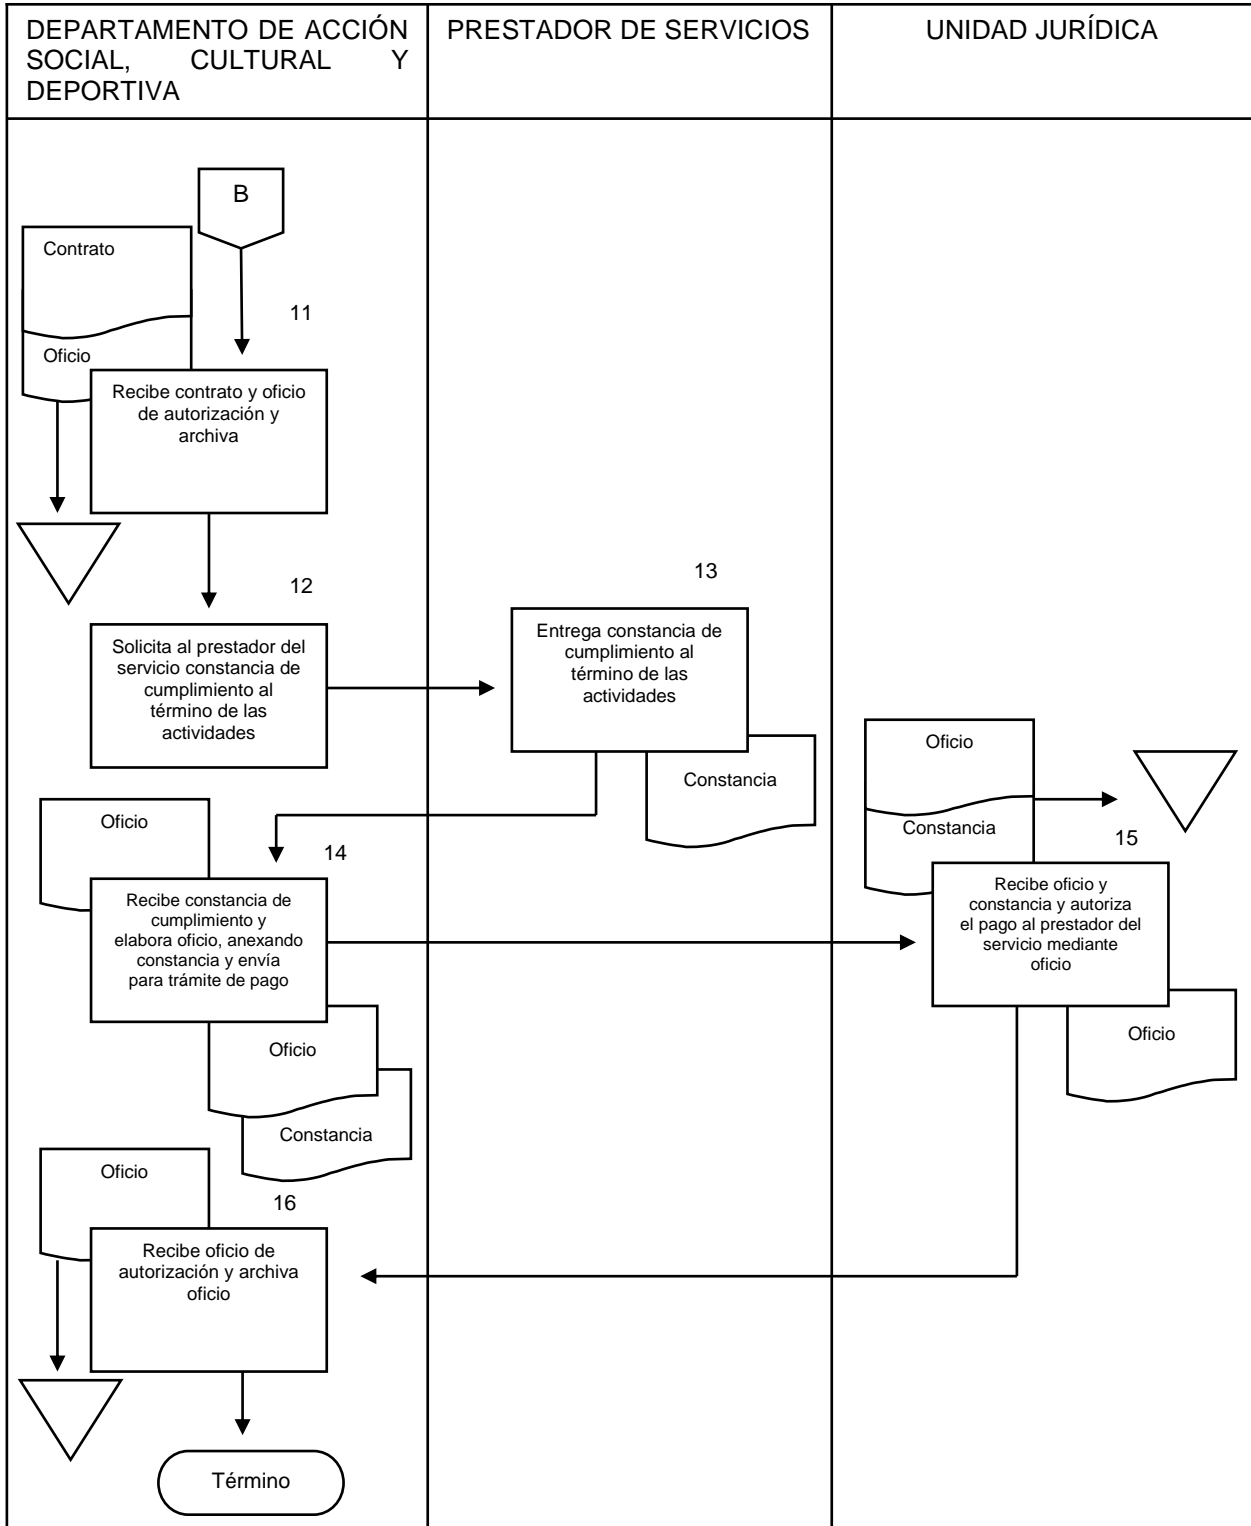 DEPARTAMENTO DE ACCIÓN
SOCIAL, CULTURAL Y
DEPORTIVA
PRESTADOR DE SERVICIOS
UNIDAD JURÍDICA
B
Contrato
11
Oficio
Recibe contrato y oficio
de autorización y
archiva
12
Solicita al prestador del
servicio constancia de
cumplimiento al
término de las
actividades
13
Entrega constancia de
cumplimiento al
término de las
actividades
Constancia
Oficio
14
Recibe constancia de
cumplimiento y
elabora oficio, anexando
constancia y envía
para trámite de pago
Oficio
Constancia
Oficio
Constancia
15
Recibe oficio y
constancia y autoriza
el pago al prestador del
servicio mediante
oficio
Oficio
Oficio
16
Recibe oficio de
autorización y archiva
oficio
Término